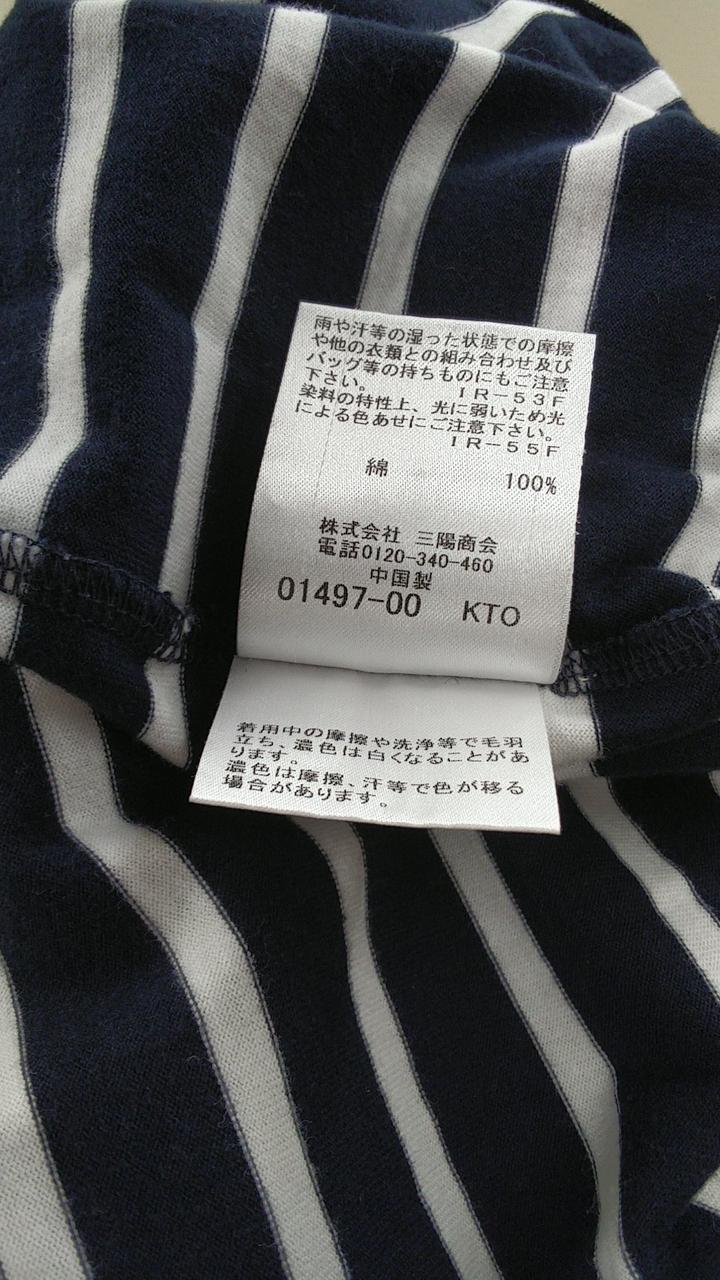 雨や汗等の湿った状態での摩擦
や他の衣類との組み合わせ及び
バッグ等の持ちものにもご注意
下さい。 ＩＲ－５３Ｆ
染料の特性上、光に弱いため光
による色あせにご注意下さい。
ＩＲ－５５Ｆ
綿 100%
株式会社 三陽商会
電話0120-340-460
中国製
01497-00 KTO
着用中の摩擦や洗浄等で毛羽
立ち、濃色は白くなることがあ
ります。
濃色は摩擦、汗等で色が移る
場合があります。